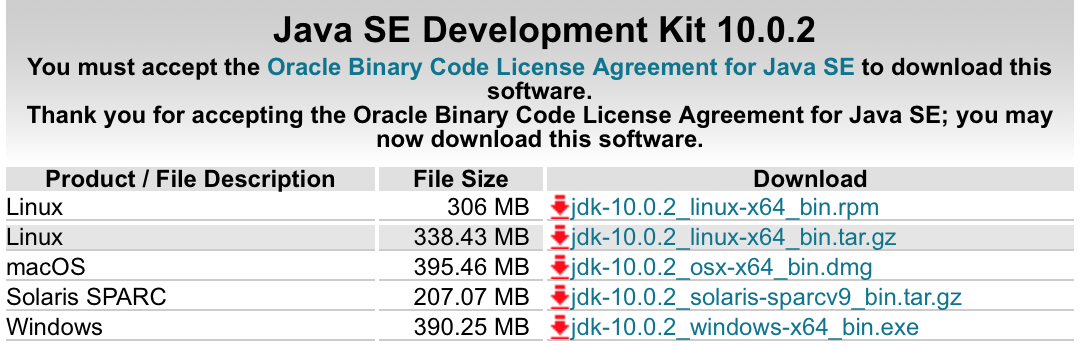 Java SE Development Kit 10.0.2
You must accept the Oracle Binary Code License Agreement for Java SE to download this
software.
Thank you for accepting the Oracle Binary Code License Agreement for Java SE; you may
now download this software.
Product / File Description File Size Download
Linux 306 MB jdk-10.0.2_linux-x64_bin.rpm
Linux 338.43 MB jdk-10.0.2_linux-x64_bin.tar.gz
macOS 395.46 MB jdk-10.0.2_osx-x64_bin.dmg
Solaris SPARC 207.07 MB jdk-10.0.2_solaris-sparcv9_bin.tar.gz
Windows 390.25 MB jdk-10.0.2_windows-x64_bin.exe